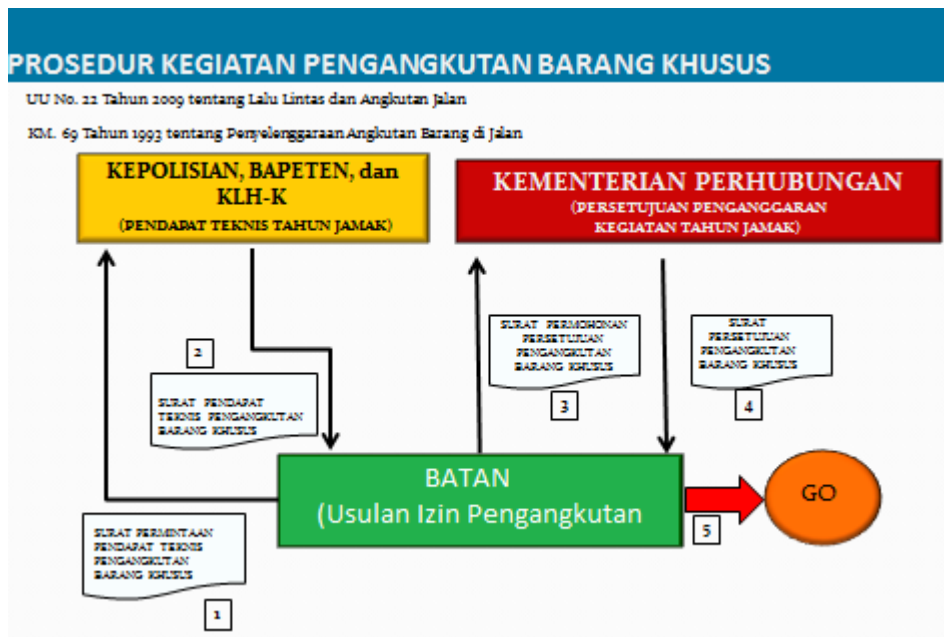 PROSEDUR KEGIATAN PENGANGKUTAN BARANG KHUSUS
UU No. 22 Tahun 2009 tentang Lalu Lintas dan Angkutan Jalan
KM. 69 Tahun 1993 tentang Penyelenggaraan Angkutan Barang di Jalan
KEPOLISIAN, BAPETEN, dan
KLH-K
(PENDAPAT TEKNIS TAHUN JAMAK)
KEMENTERIAN PERHUBUNGAN
(PERSETUJUAN PENGANGGARAN
KEGIATAN TAHUN JAMAK)
2
SURAT PENDAPAT
TEKNIS PENGANGKUTAN
BARANG KHUSUS
SURAT PERMOHONAN
PERSETUJUAN
PENGANGKUTAN
BARANG KHUSUS
3
SURAT
PERSETUJUAN
PENGANGKUTAN
BARANG KHUSUS
4
BATAN
(Usulan Izin Pengangkutan
5
GO
SURAT PERMINTAAN
PENDAPAT TEKNIS
PENGANGKUTAN
BARANG KHUSUS
1